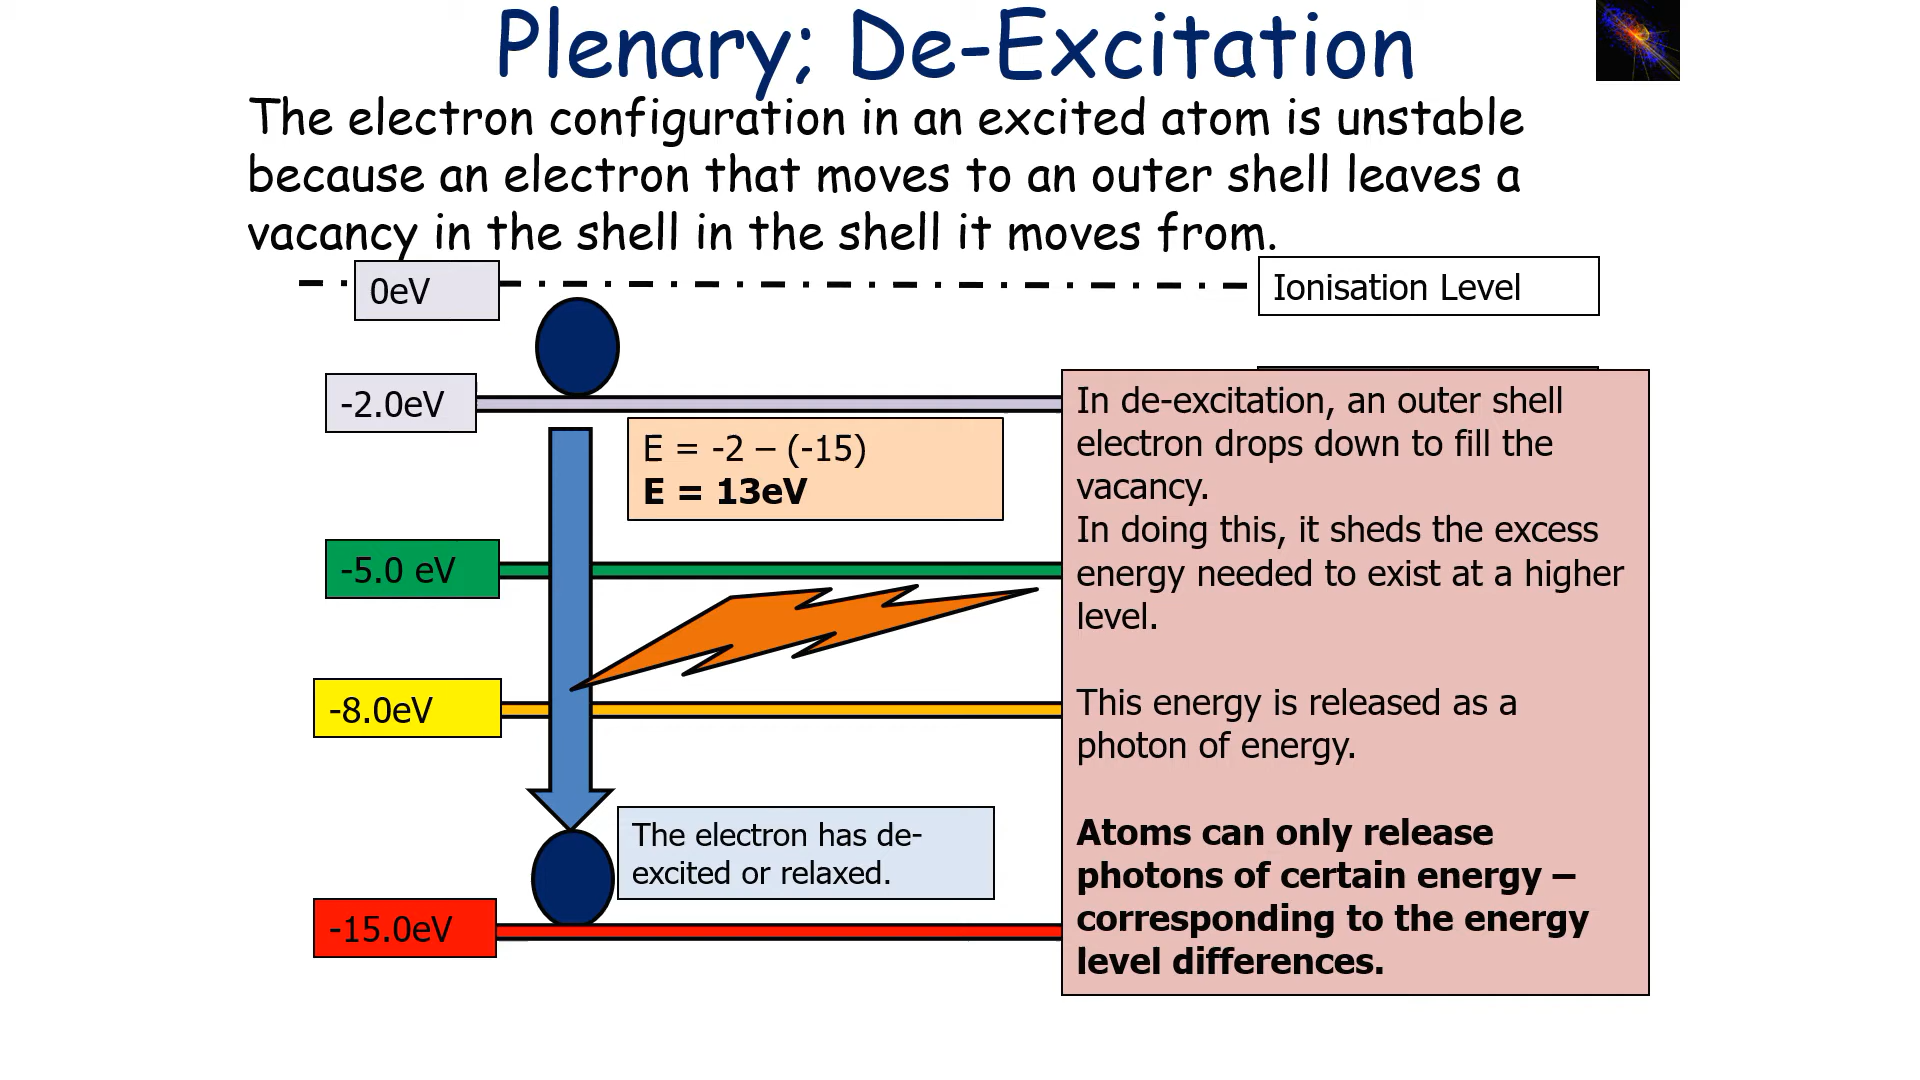 Plenary; De-Excitation
The electron configuration in an excited atom is unstable
because an electron that moves to an outer shell leaves a
vacancy in the shell in the shell it moves from.
0eV
Ionisation Level
-2.0eV
E = -2 – (-15)
E = 13eV
-5.0 eV
-8.0eV
The electron has de-
excited or relaxed.
-15.0eV
In de-excitation, an outer shell
electron drops down to fill the
vacancy.
In doing this, it sheds the excess
energy needed to exist at a higher
level.
This energy is released as a
photon of energy.
Atoms can only release
photons of certain energy –
corresponding to the energy
level differences.